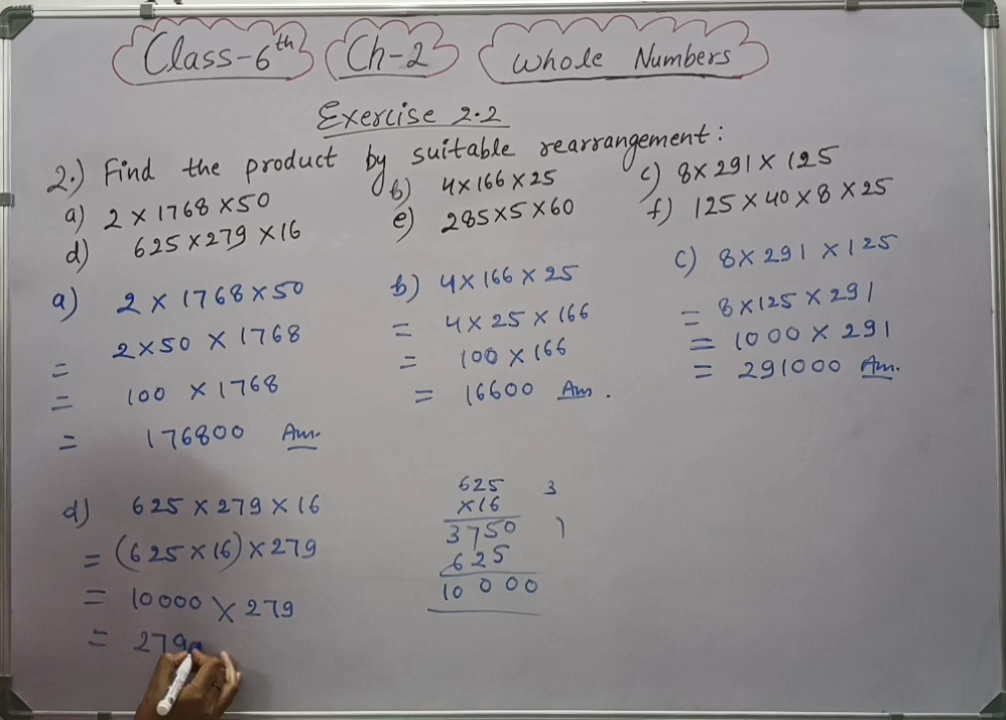 Class-6th Ch-2 Whole Numbers
Exercise 2.2
2.) Find the product by suitable rearrangement:
a) 2 × 1768 × 50 b) 4 × 166 × 25 c) 8 × 291 × 125
d) 625 × 279 × 16 e) 285 × 5 × 60 f) 125 × 40 × 8 × 25
a) 2 × 1768 × 50
= 2 × 50 × 1768
= 100 × 1768
= 176800 Ans.
b) 4 × 166 × 25
= 4 × 25 × 166
= 100 × 166
= 16600 Ans.
c) 8 × 291 × 125
= 8 × 125 × 291
= 1000 × 291
= 291000 Ans.
d) 625 × 279 × 16
= (625 × 16) × 279
= 10000 × 279
= 279
625 3
×16
3750 1
625
10000